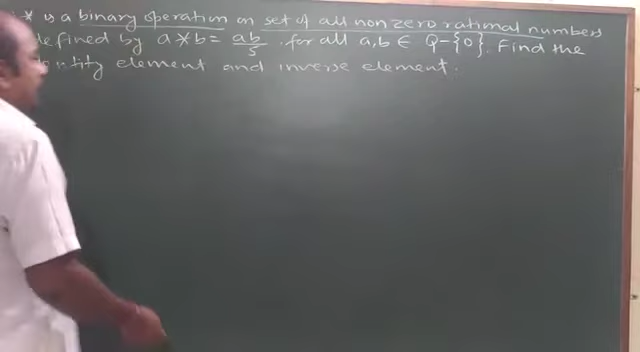 * is a binary operation on set of all non zero rational numbers
defined by a*b = ab/5 . for all a,b ∈ Q-{0}. Find the
identity element and inverse element.